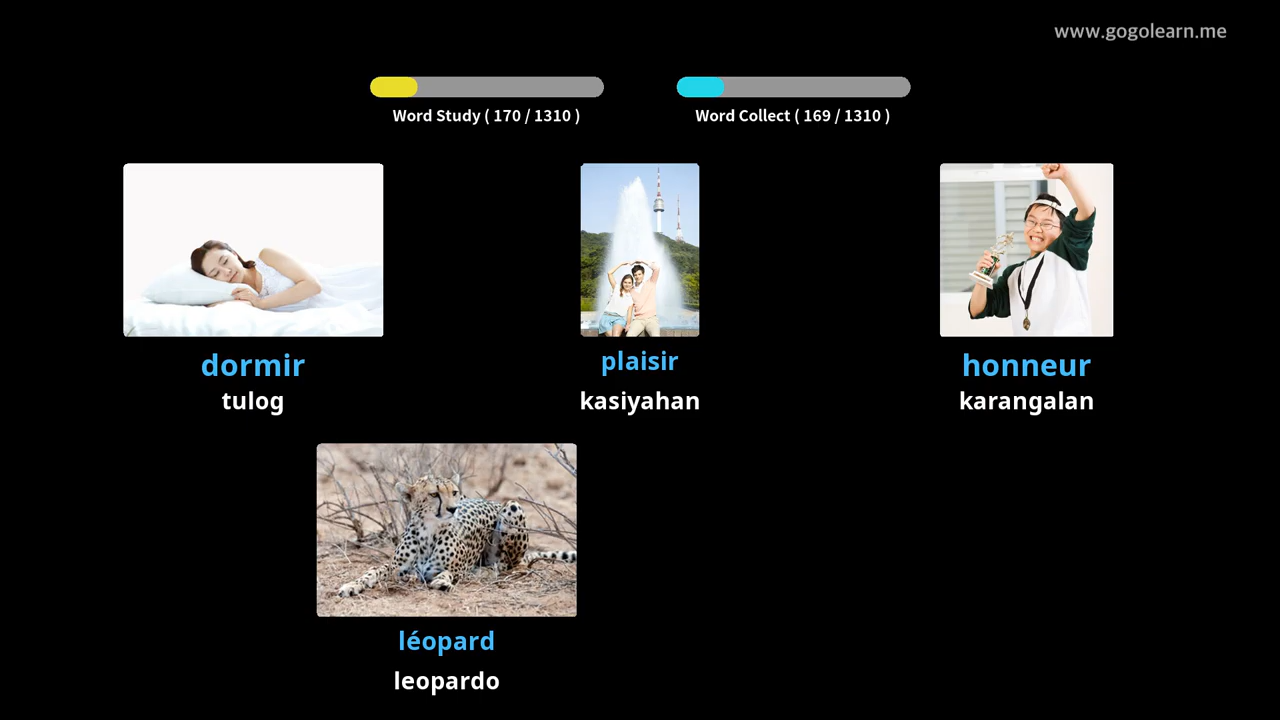 www.gogolearn.me
Word Study ( 170 / 1310 )
Word Collect ( 169 / 1310 )
dormir
tulog
plaisir
kasiyahan
honneur
karangalan
léopard
leopardo